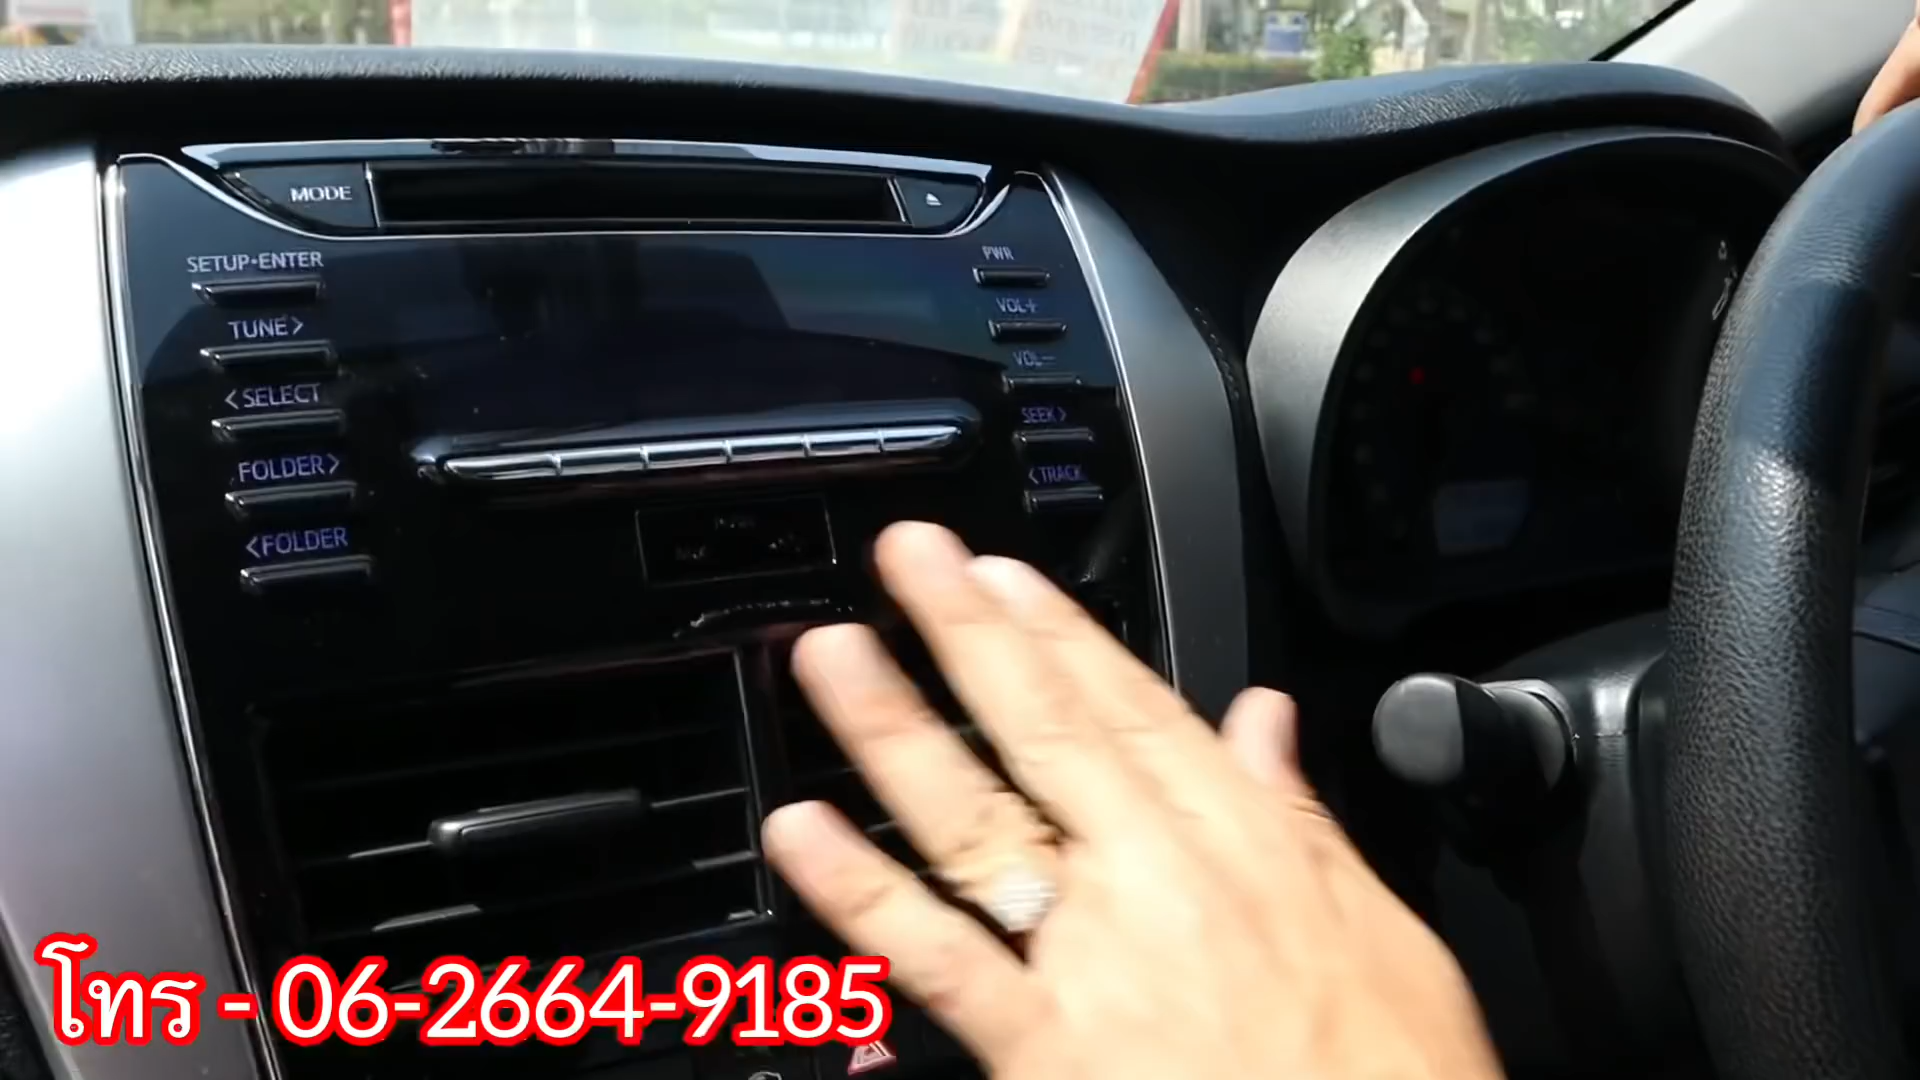 MODE
SETUP•ENTER
TUNE>
<SELECT
FOLDER>
<FOLDER
PWR
VOL+
VOL-
SEEK>
<TRACK
โทร - 06-2664-9185